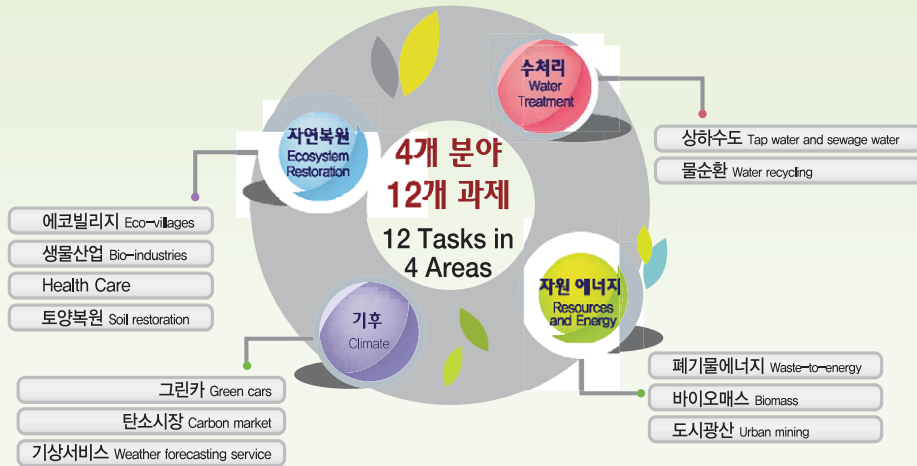 4개 분야
12개 과제
12 Tasks in
4 Areas
수처리
Water
Treatment
상하수도 Tap water and sewage water
물순환 Water recycling
자연복원
Ecosystem
Restoration
에코빌리지 Eco-villages
생물산업 Bio-industries
Health Care
토양복원 Soil restoration
기후
Climate
그린카 Green cars
탄소시장 Carbon market
기상서비스 Weather forecasting service
자원 에너지
Resources
and Energy
폐기물에너지 Waste-to-energy
바이오매스 Biomass
도시광산 Urban mining